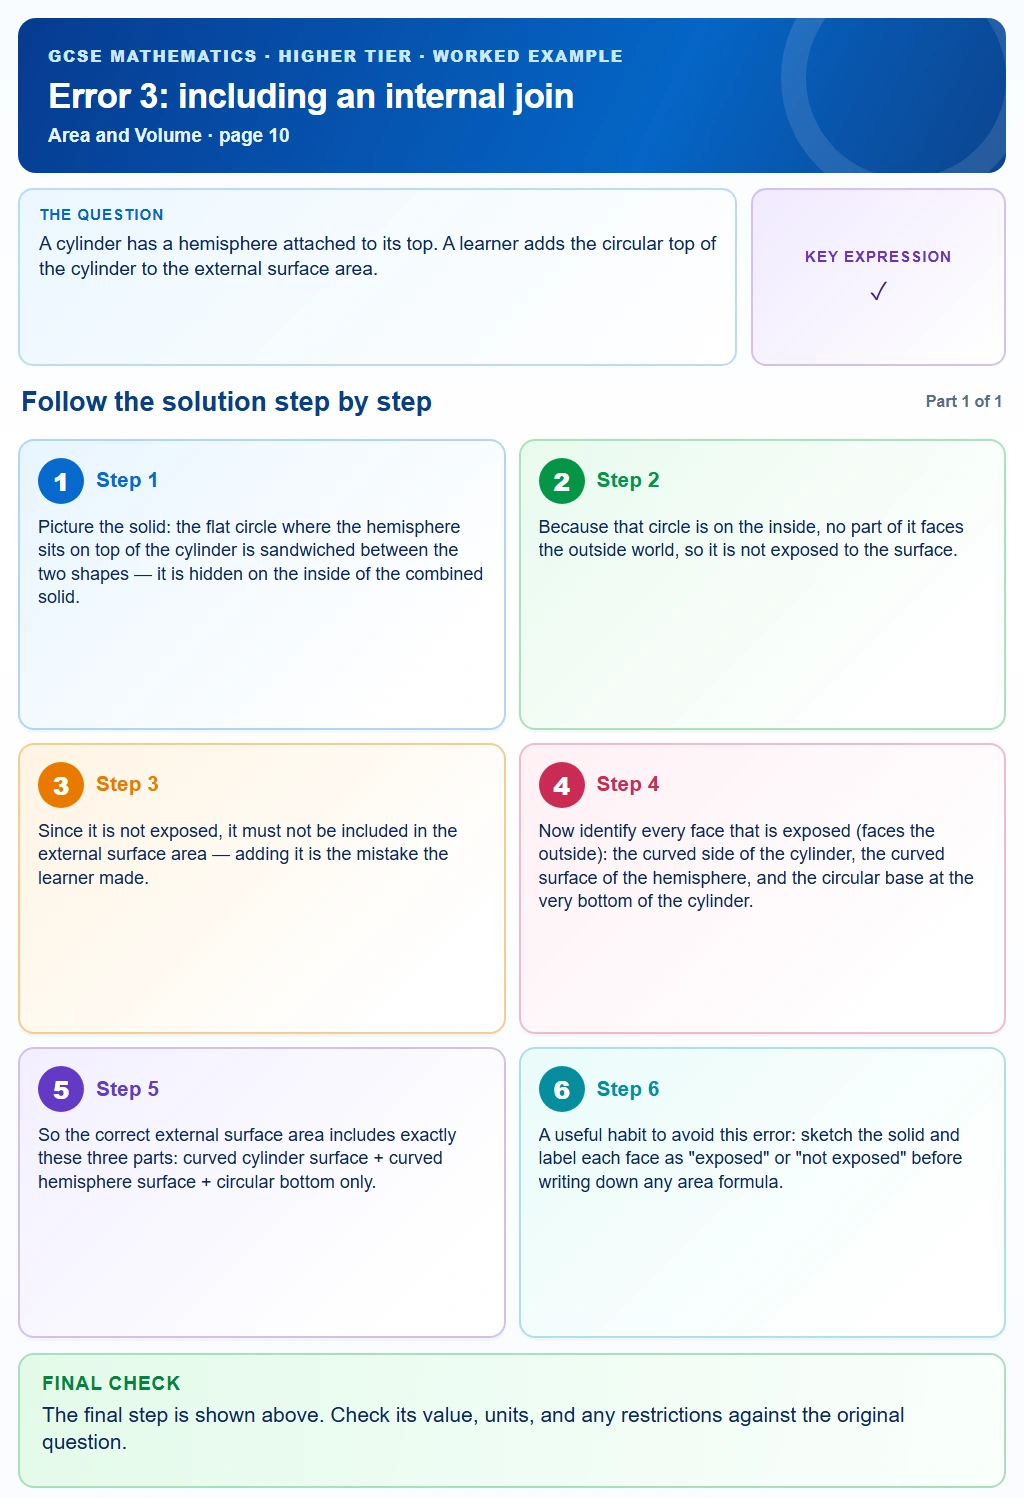 GCSE MATHEMATICS · HIGHER TIER · WORKED EXAMPLE
Error 3: including an internal join
Area and Volume · page 10
THE QUESTION
A cylinder has a hemisphere attached to its top. A learner adds the circular top of
the cylinder to the external surface area.
KEY EXPRESSION
✓
Follow the solution step by step
Part 1 of 1
1 Step 1
Picture the solid: the flat circle where the hemisphere
sits on top of the cylinder is sandwiched between the
two shapes — it is hidden on the inside of the combined
solid.
2 Step 2
Because that circle is on the inside, no part of it faces
the outside world, so it is not exposed to the surface.
3 Step 3
Since it is not exposed, it must not be included in the
external surface area — adding it is the mistake the
learner made.
4 Step 4
Now identify every face that is exposed (faces the
outside): the curved side of the cylinder, the curved
surface of the hemisphere, and the circular base at the
very bottom of the cylinder.
5 Step 5
So the correct external surface area includes exactly
these three parts: curved cylinder surface + curved
hemisphere surface + circular bottom only.
6 Step 6
A useful habit to avoid this error: sketch the solid and
label each face as "exposed" or "not exposed" before
writing down any area formula.
FINAL CHECK
The final step is shown above. Check its value, units, and any restrictions against the original
question.